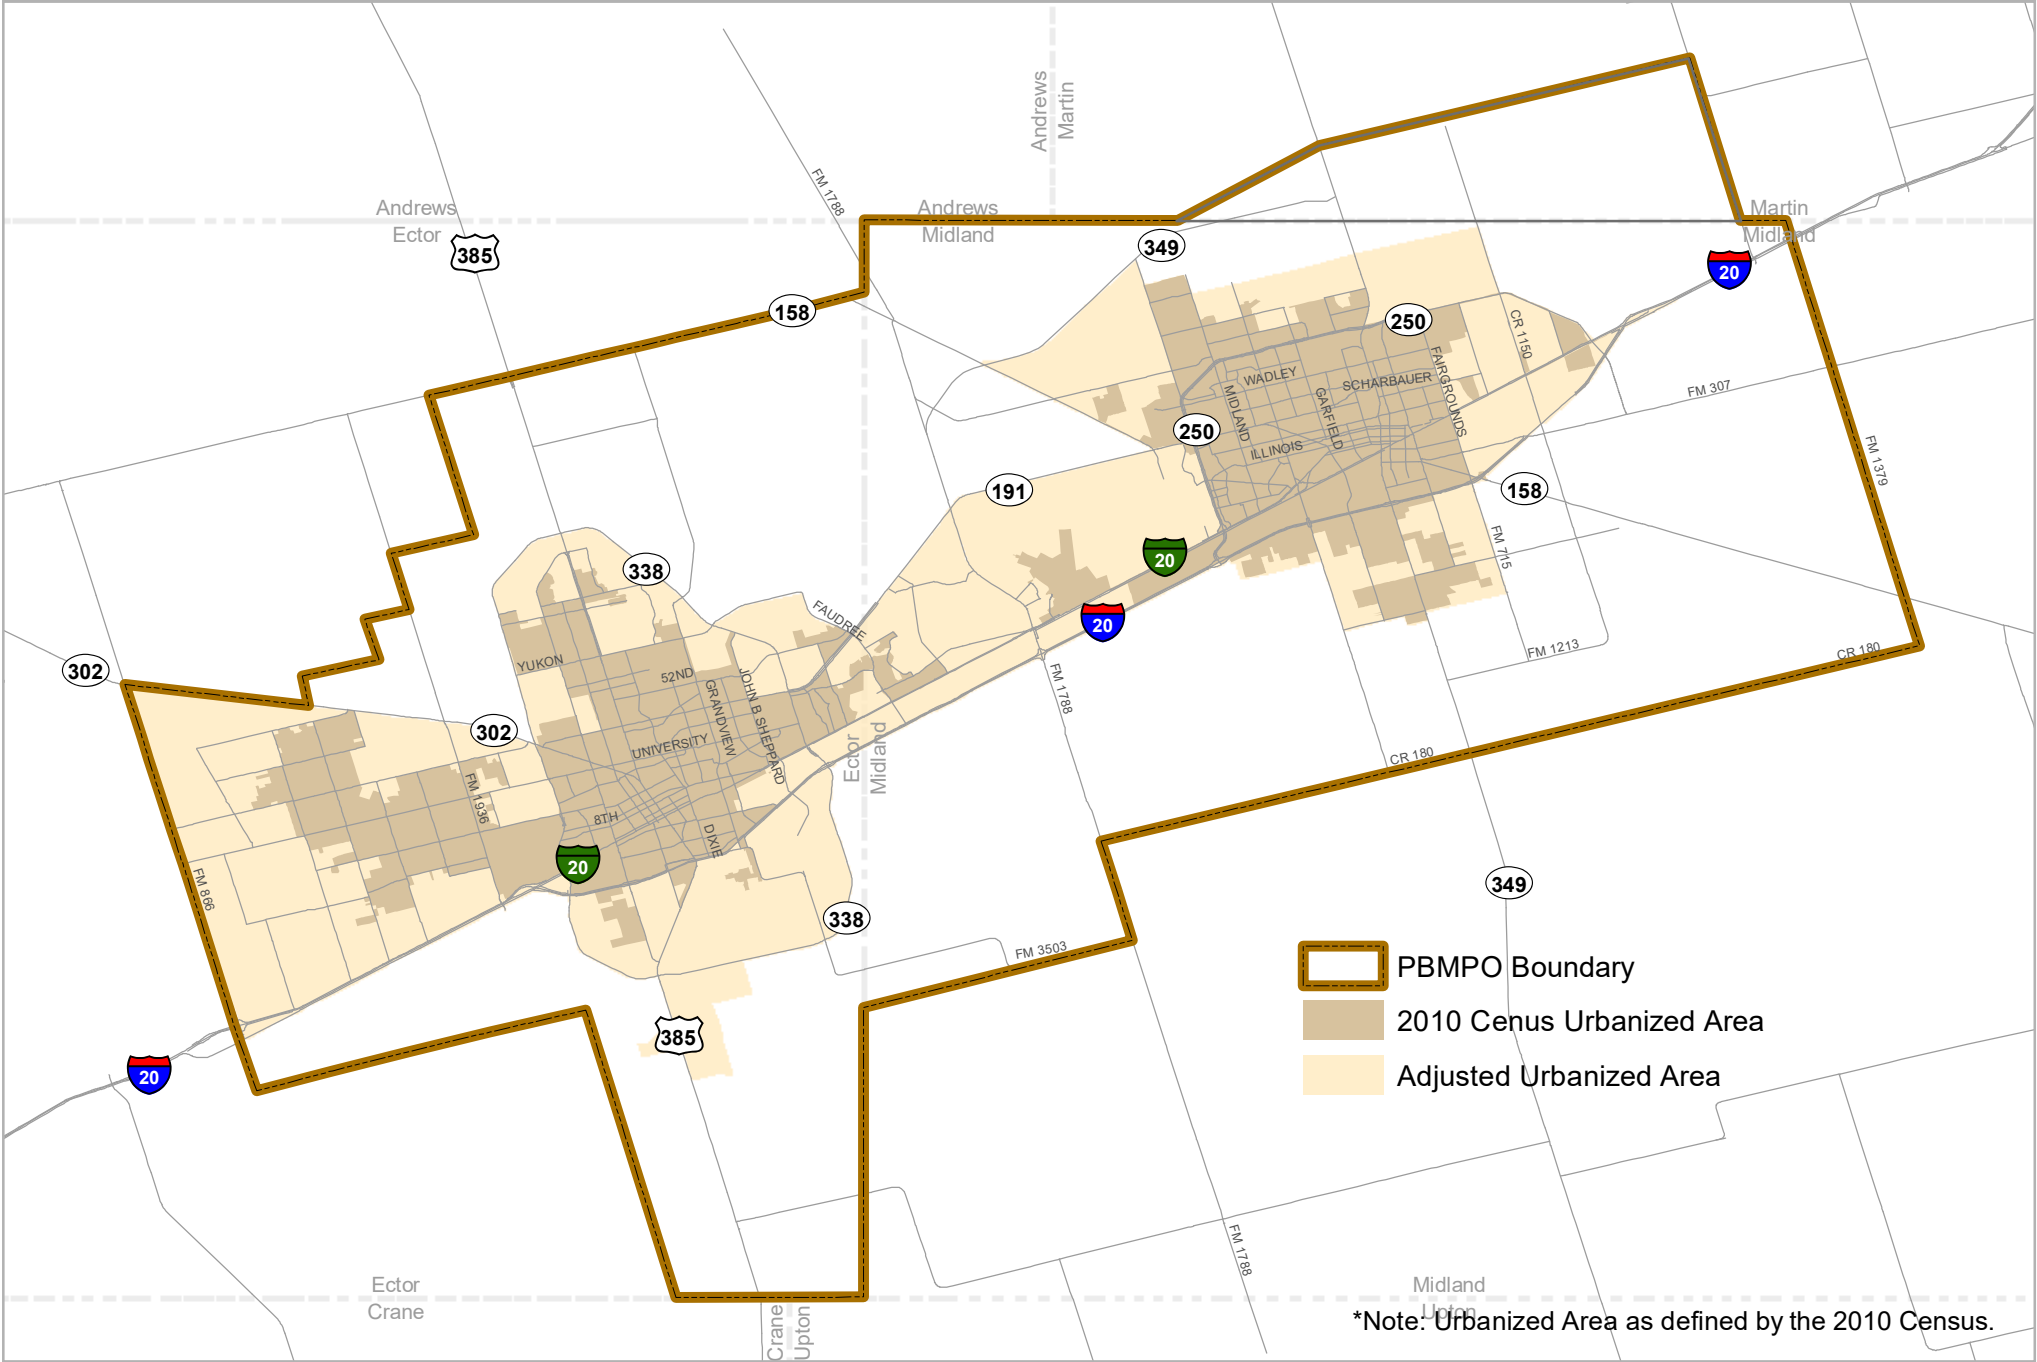 Andrews
Martin
FM 1788
Andrews
Ector
Andrews
Midland
Martin
Midland
385
349
20
158
250
CR 1150
FAIRGROUNDS
WADLEY
SCHARBAUER
MIDLAND
GARFIELD
FM 307
250
ILLINOIS
FM 1379
191
158
FM 715
20
338
20
FAUDREE
FM 1213
CR 180
302
YUKON
52ND
JOHN B SHEPPARD
GRANDVIEW
FM 1788
302
UNIVERSITY
Ector
Midland
CR 180
FM 1936
8TH
DIXIE
20
FM 866
349
338
FM 3503
PBMPO Boundary
2010 Cenus Urbanized Area
385
20
Adjusted Urbanized Area
FM 1788
Ector
Crane
Midland
Upton
Crane
Upton
*Note: Urbanized Area as defined by the 2010 Census.